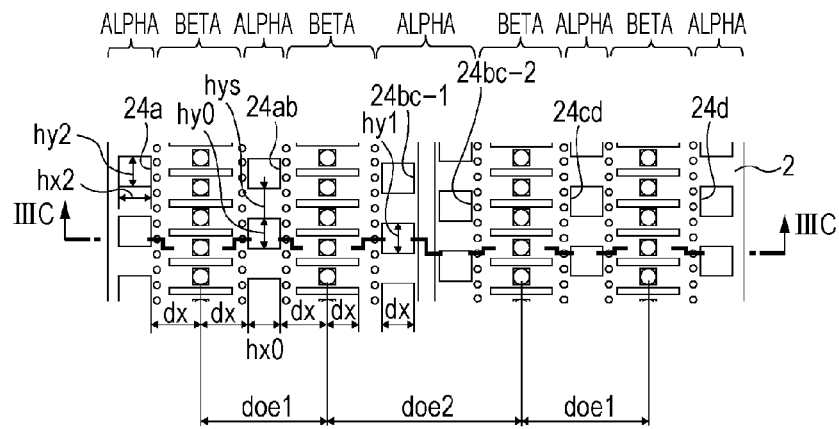 ALPHA BETA ALPHA BETA ALPHA BETA ALPHA BETA ALPHA
hys 24bc-2
24a hy0 24ab 24bc-1 24cd 24d
hy2 hy1
hx2 2
IIIC IIIC
dx dx dx dx dx
hx0
doe1 doe2 doe1